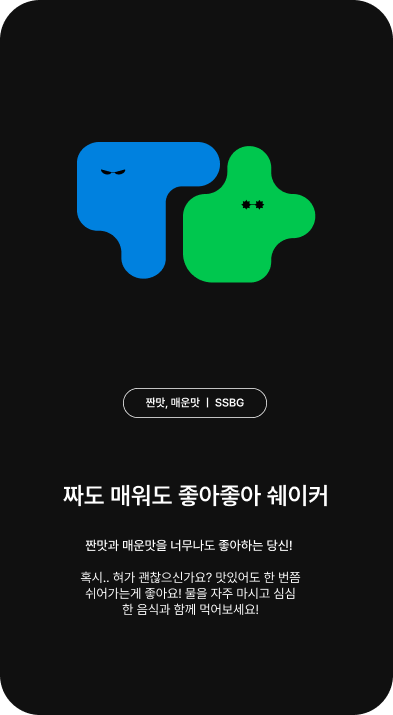 짠맛, 매운맛 | SSBG
짜도 매워도 좋아좋아 쉐이커
짠맛과 매운맛을 너무나도 좋아하는 당신!
혹시.. 혀가 괜찮으신가요? 맛있어도 한 번쯤
쉬어가는게 좋아요! 물을 자주 마시고 심심
한 음식과 함께 먹어보세요!